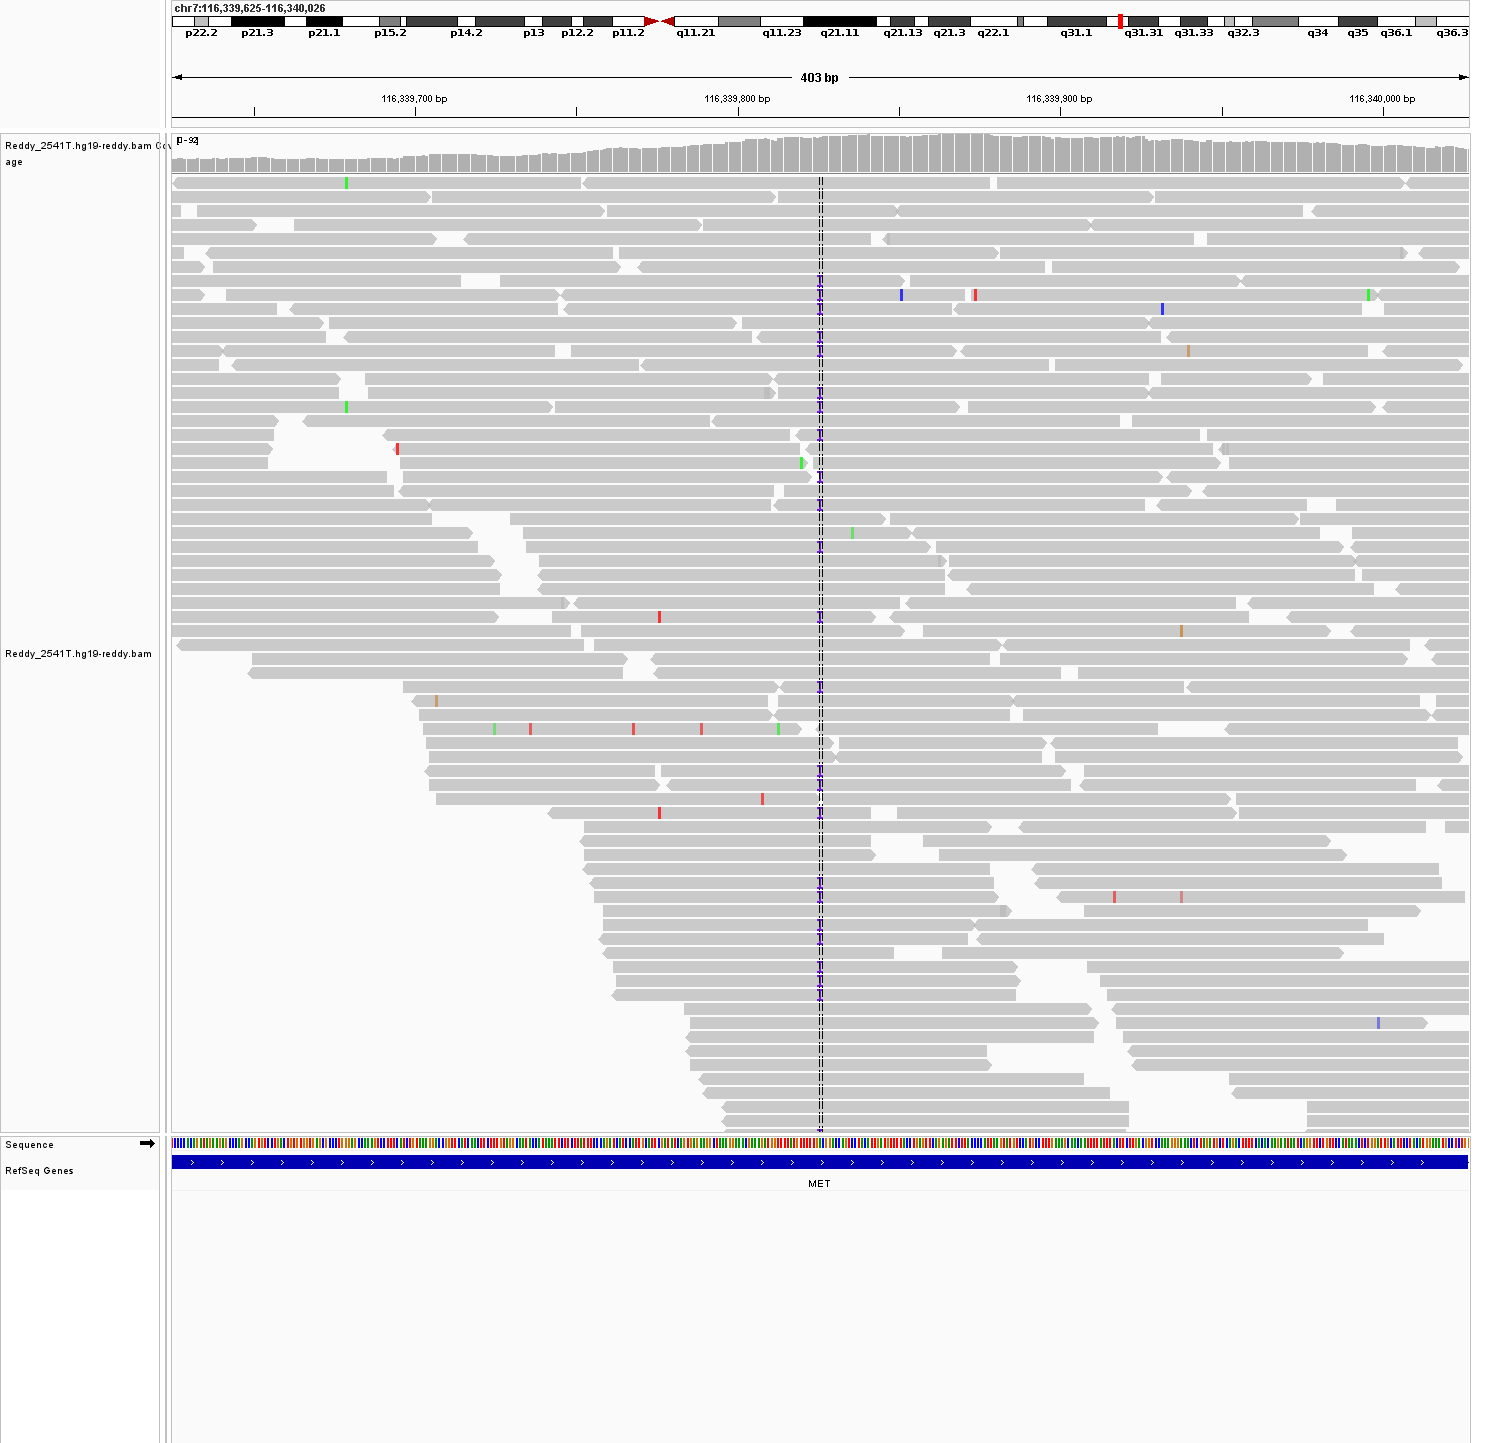 chr7:116,339,625-116,340,026
p22.2 p21.3 p21.1 p15.2 p14.2 p13 p12.2 p11.2 q11.21 q11.23 q21.11 q21.13 q21.3 q22.1 q31.1 q31.31 q31.33 q32.3 q34 q35 q36.1 q36.3
403 bp
116,339,700 bp 116,339,800 bp 116,339,900 bp 116,340,000 bp
[0-92]
Reddy_2541T.hg19-reddy.bam Cov
age
Reddy_2541T.hg19-reddy.bam
Sequence
RefSeq Genes
MET